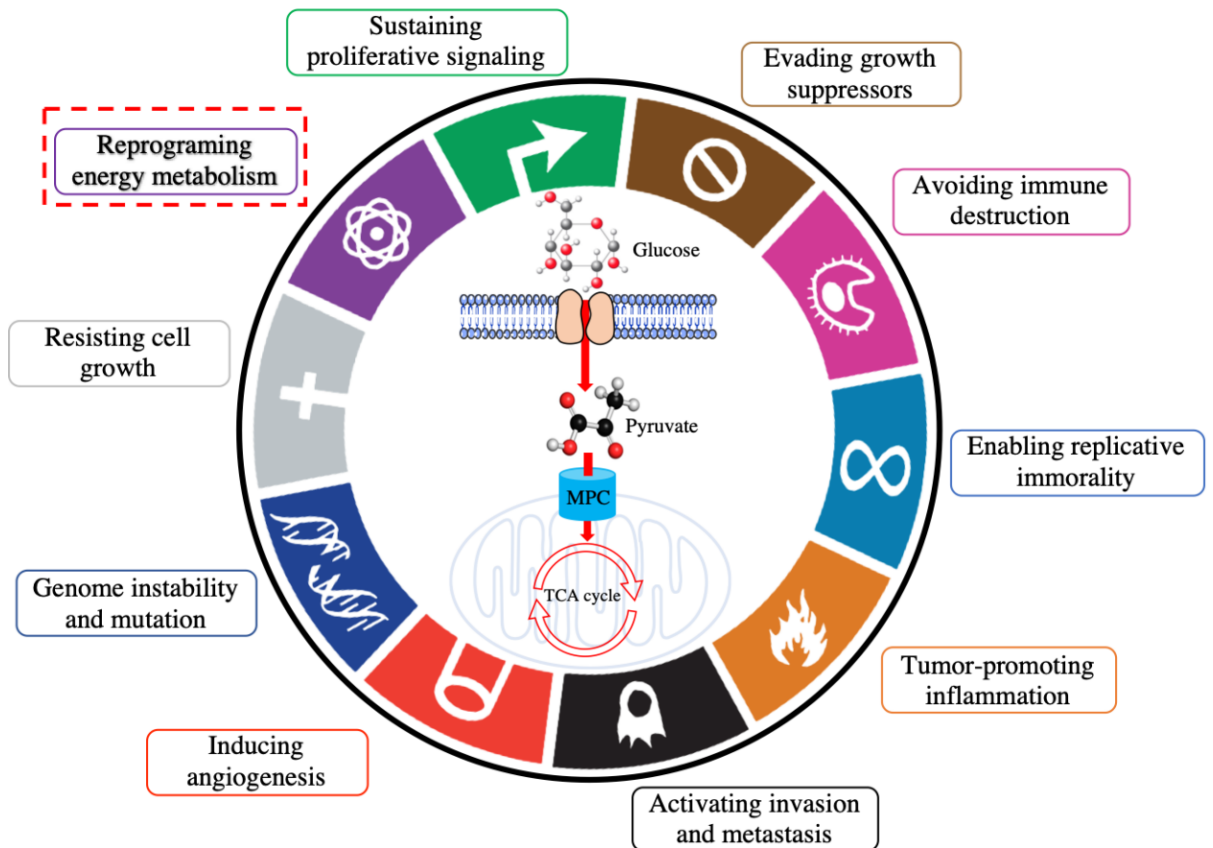 Sustaining
proliferative signaling
Evading growth
suppressors
Reprograming
energy metabolism
Avoiding immune
destruction
Glucose
Resisting cell
growth
Pyruvate
Enabling replicative
immorality
MPC
Genome instability
and mutation
TCA cycle
Tumor-promoting
inflammation
Inducing
angiogenesis
Activating invasion
and metastasis